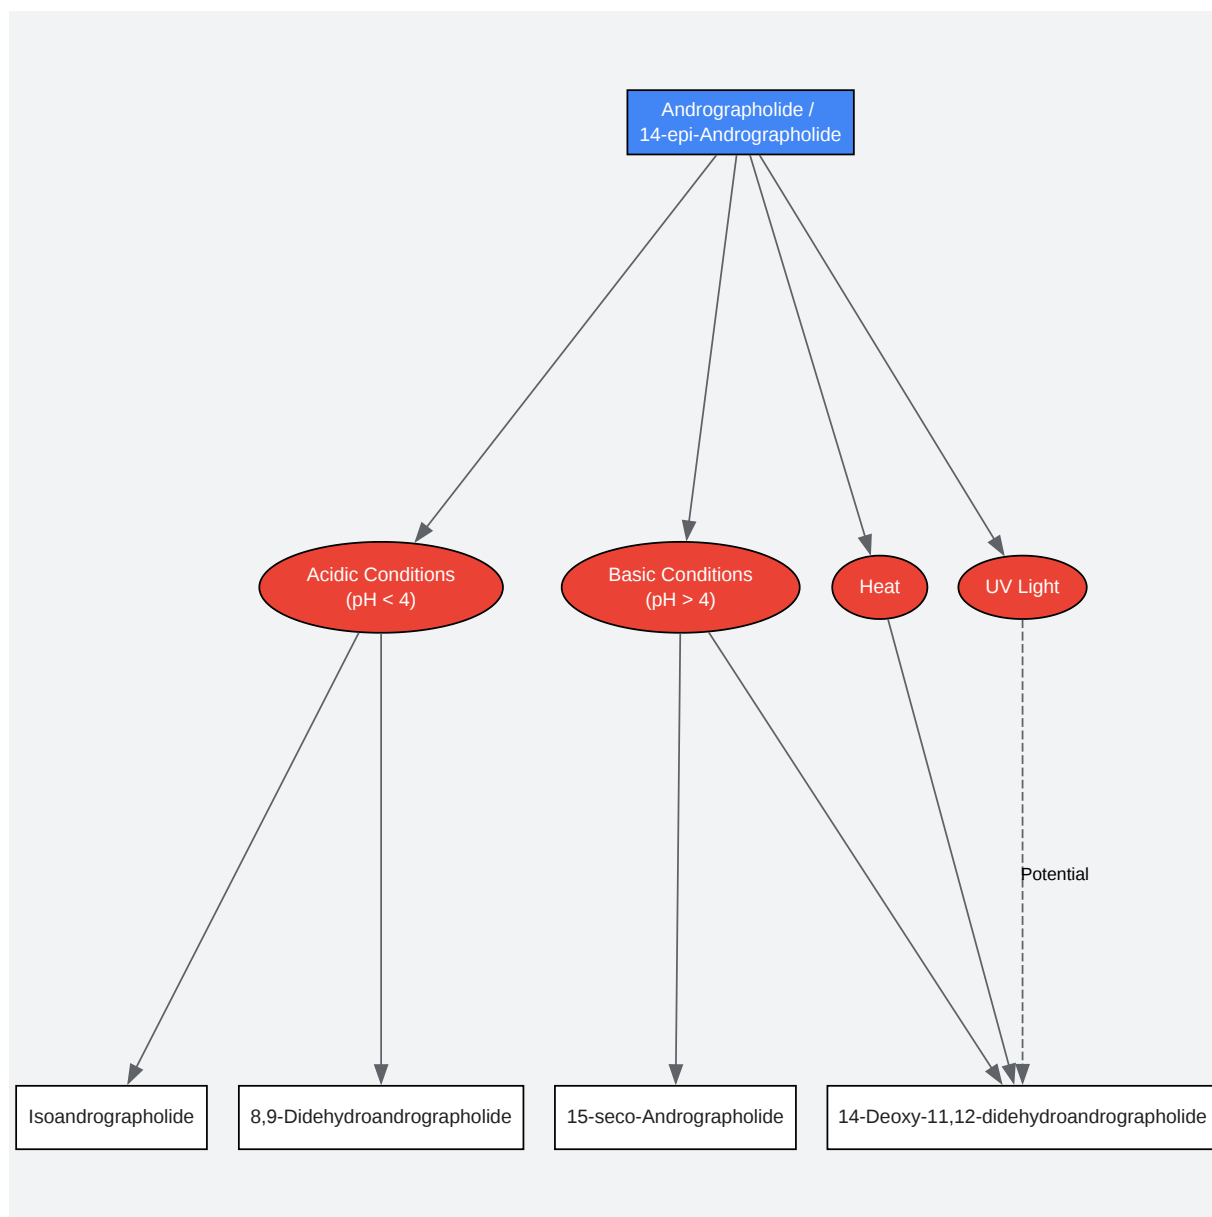 Andrographolide /
14-epi-Andrographolide
Acidic Conditions
(pH < 4)
Basic Conditions
(pH > 4)
Heat
UV Light
Potential
Isoandrographolide
8,9-Didehydroandrographolide
15-seco-Andrographolide
14-Deoxy-11,12-didehydroandrographolide